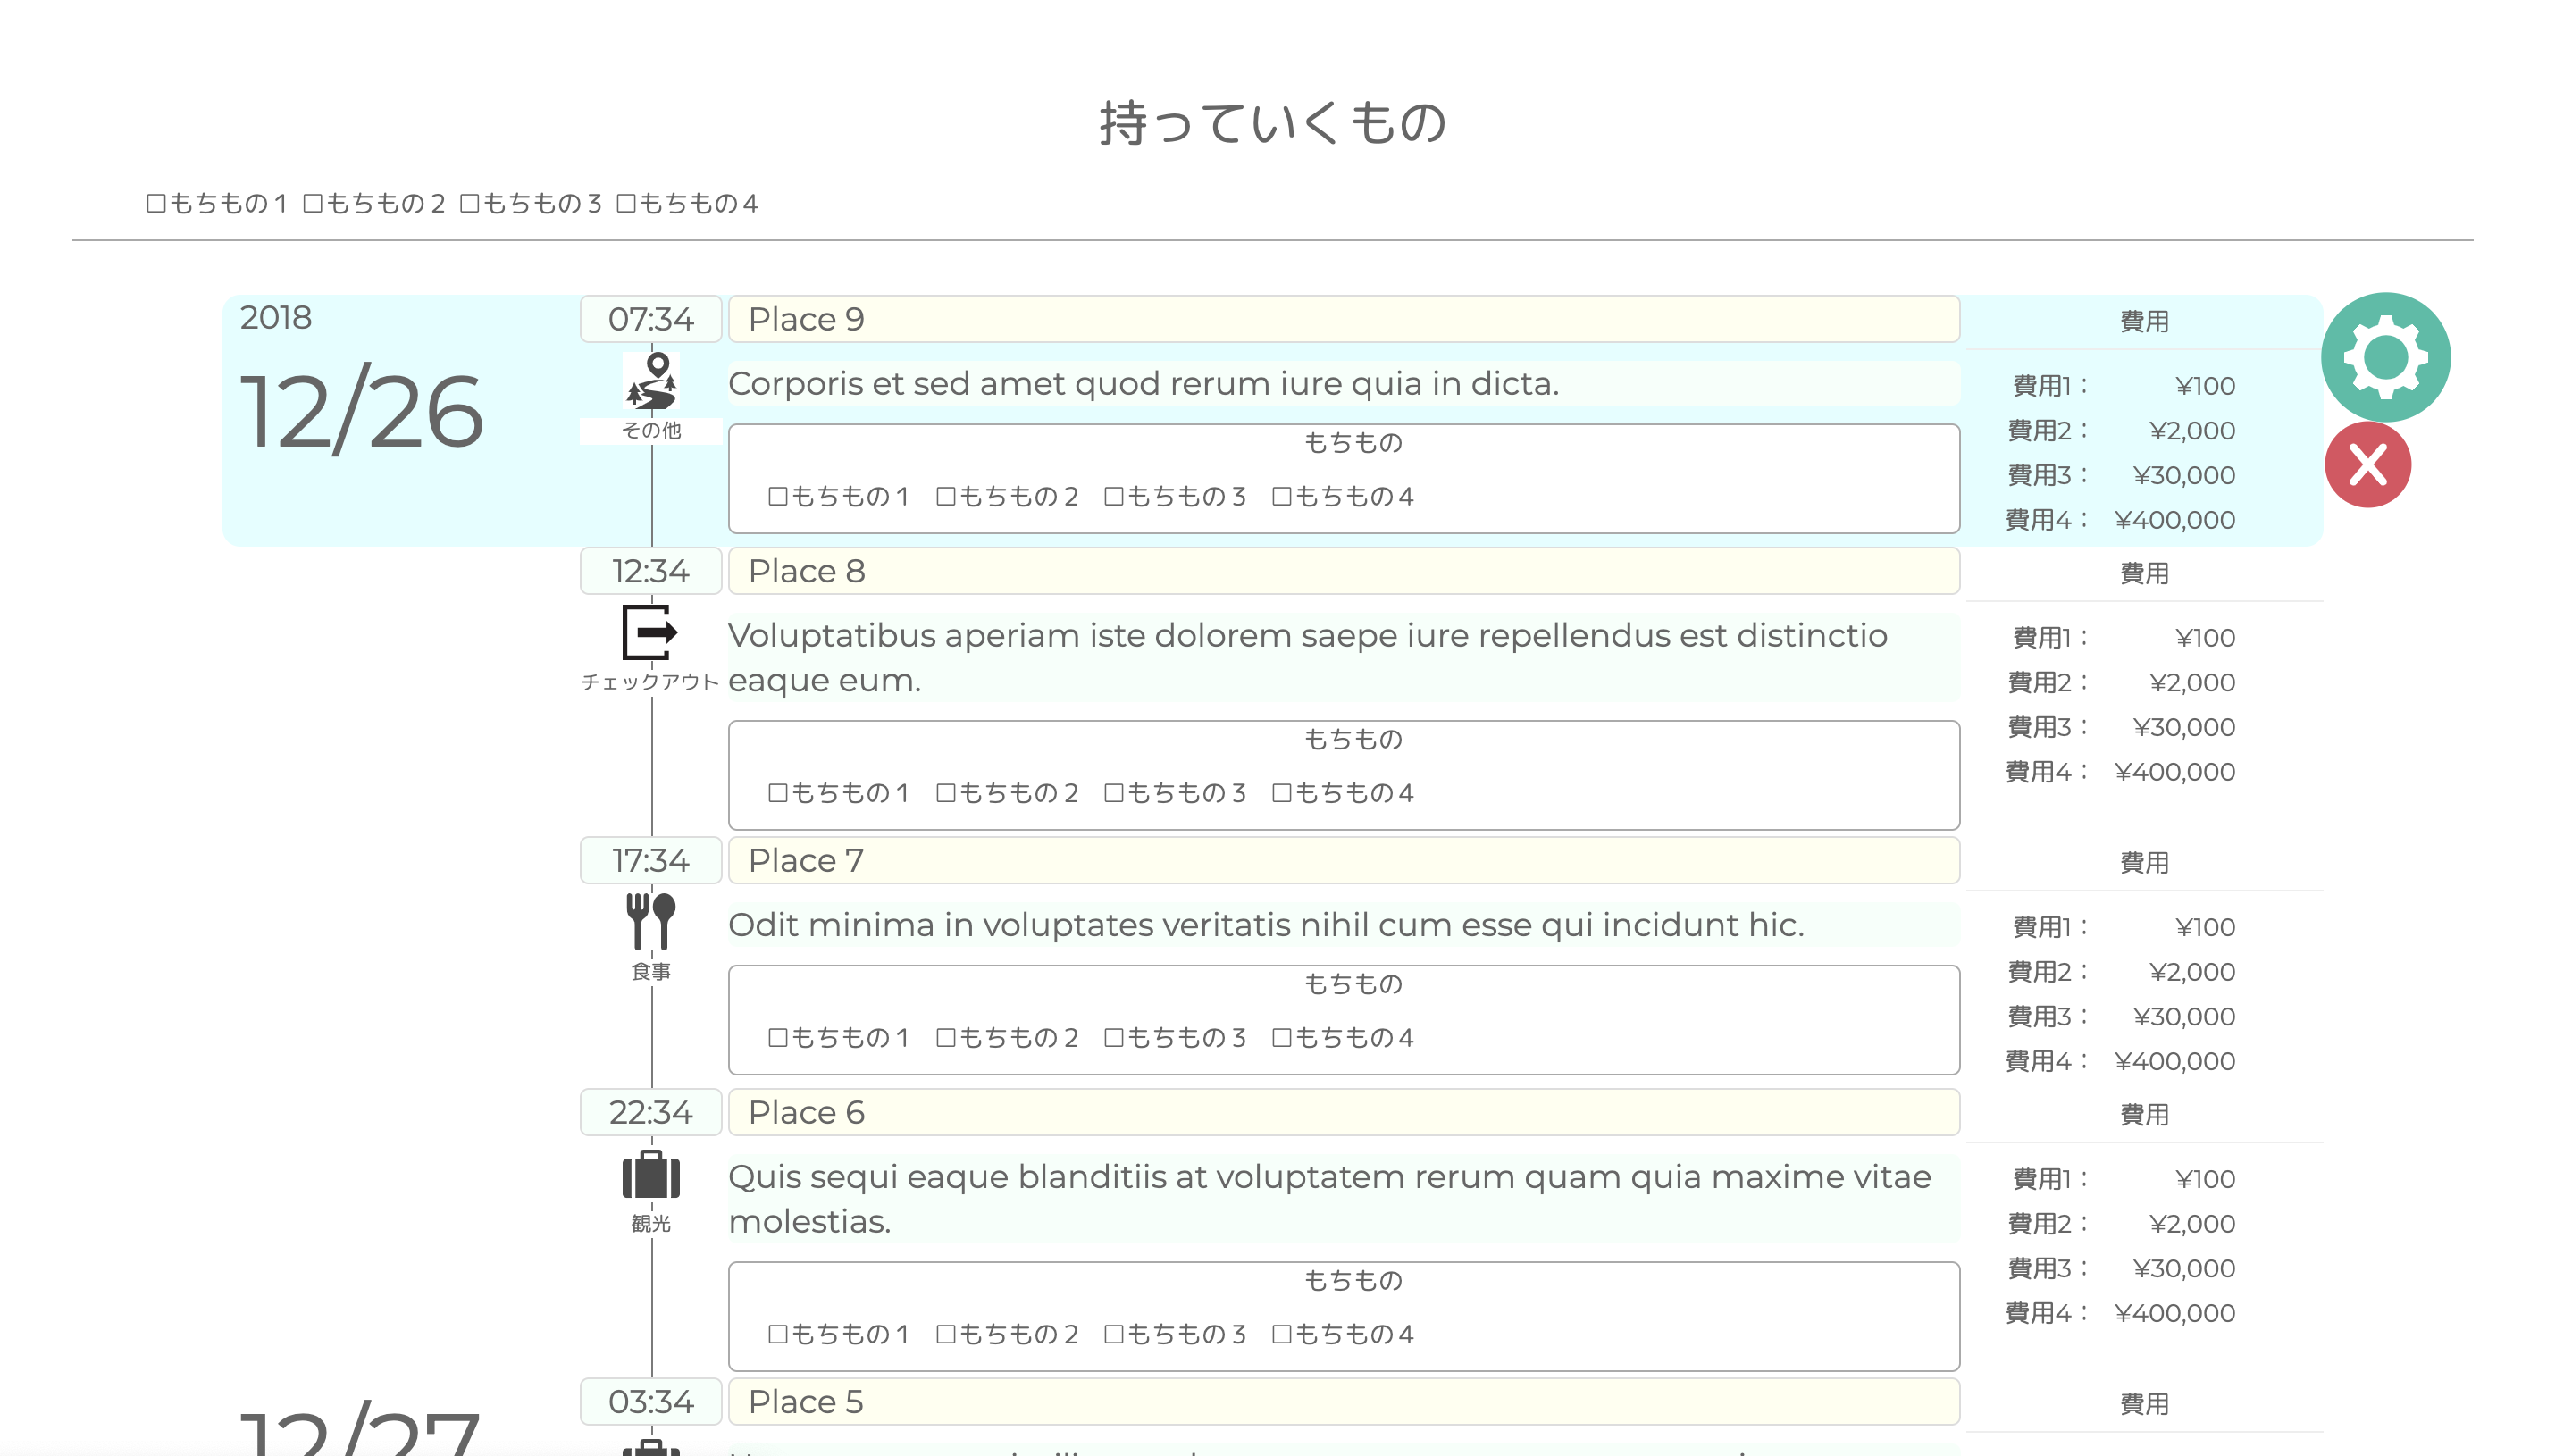 持っていくもの
□もちもの１ □もちもの２ □もちもの３ □もちもの４
2018
12/26
07:34
Place 9
費用
その他
Corporis et sed amet quod rerum iure quia in dicta.
もちもの
□もちもの１ □もちもの２ □もちもの３ □もちもの４
費用1： ¥100
費用2： ¥2,000
費用3： ¥30,000
費用4： ¥400,000
12:34
Place 8
費用
チェックアウト
Voluptatibus aperiam iste dolorem saepe iure repellendus est distinctio
eaque eum.
もちもの
□もちもの１ □もちもの２ □もちもの３ □もちもの４
費用1： ¥100
費用2： ¥2,000
費用3： ¥30,000
費用4： ¥400,000
17:34
Place 7
費用
食事
Odit minima in voluptates veritatis nihil cum esse qui incidunt hic.
もちもの
□もちもの１ □もちもの２ □もちもの３ □もちもの４
費用1： ¥100
費用2： ¥2,000
費用3： ¥30,000
費用4： ¥400,000
22:34
Place 6
費用
観光
Quis sequi eaque blanditiis at voluptatem rerum quam quia maxime vitae
molestias.
もちもの
□もちもの１ □もちもの２ □もちもの３ □もちもの４
費用1： ¥100
費用2： ¥2,000
費用3： ¥30,000
費用4： ¥400,000
12/27
03:34
Place 5
費用